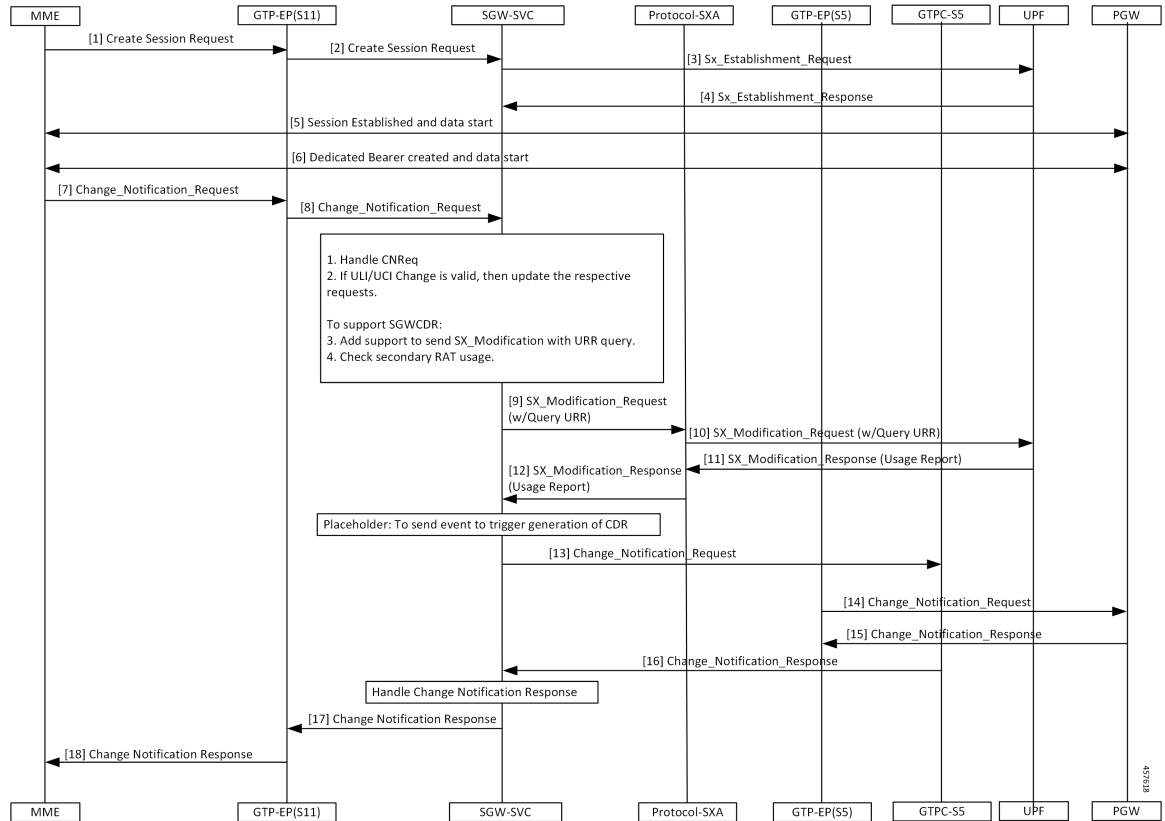 MME
GTP-EP(S11)
SGW-SVC
Protocol-SXA
GTP-EP(S5)
GTPC-S5
UPF
PGW
[1] Create Session Request
[2] Create Session Request
[3] Sx_Establishment_Request
[4] Sx_Establishment_Response
[5] Session Established and data start
[6] Dedicated Bearer created and data start
[7] Change_Notification_Request
[8] Change_Notification_Request
1. Handle CNReq
2. If ULI/UCI Change is valid, then update the respective
requests.
To support SGWCDR:
3. Add support to send SX_Modification with URR query.
4. Check secondary RAT usage.
[9] SX_Modification_Request
(w/Query URR)
[10] SX_Modification_Request (w/Query URR)
[11] SX_Modification_Response (Usage Report)
[12] SX_Modification_Response
(Usage Report)
Placeholder: To send event to trigger generation of CDR
[13] Change_Notification_Request
[14] Change_Notification_Request
[15] Change_Notification_Response
[16] Change_Notification_Response
Handle Change Notification Response
[17] Change Notification Response
[18] Change Notification Response
457618
MME
GTP-EP(S11)
SGW-SVC
Protocol-SXA
GTP-EP(S5)
GTPC-S5
UPF
PGW